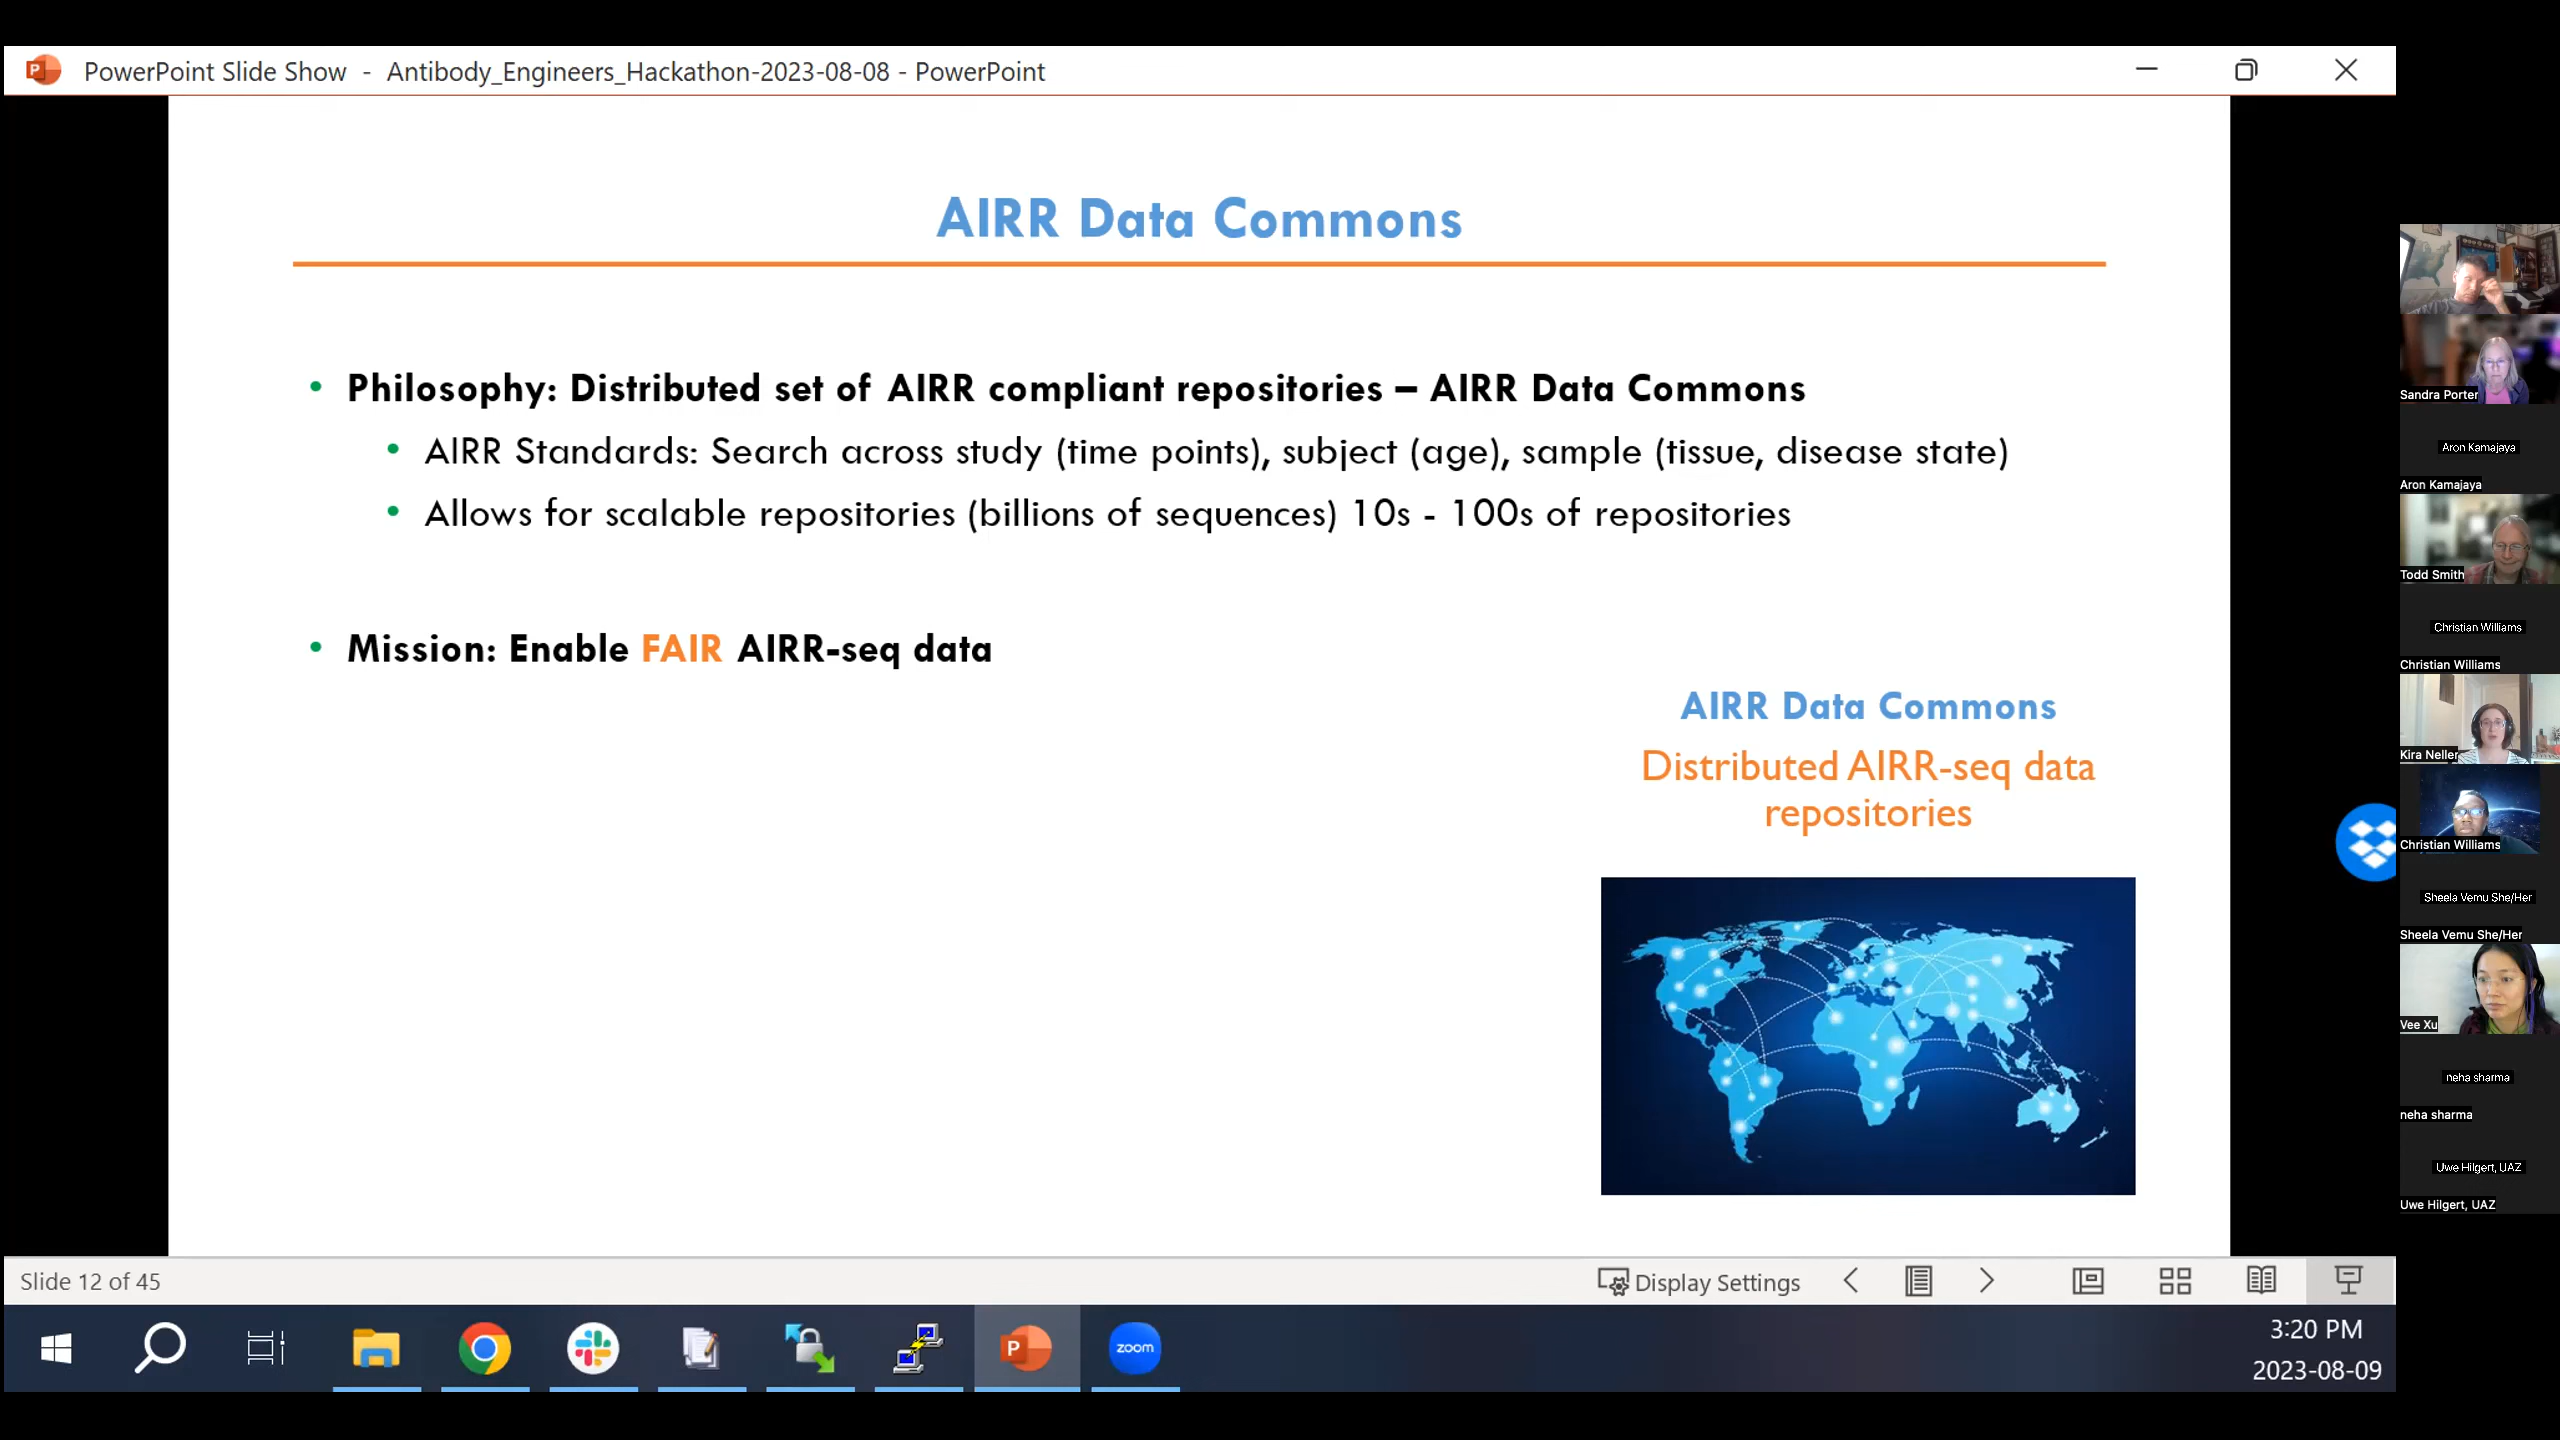 PowerPoint Slide Show - Antibody_Engineers_Hackathon-2023-08-08 - PowerPoint
AIRR Data Commons
• Philosophy: Distributed set of AIRR compliant repositories – AIRR Data Commons
• AIRR Standards: Search across study (time points), subject (age), sample (tissue, disease state)
• Allows for scalable repositories (billions of sequences) 10s - 100s of repositories
• Mission: Enable FAIR AIRR-seq data
AIRR Data Commons
Distributed AIRR-seq data
repositories
Sandra Porter
Aron Kamajaya
Aron Kamajaya
Todd Smith
Christian Williams
Christian Williams
Kira Neller
Christian Williams
Sheela Vemu She/Her
Sheela Vemu She/Her
Vee Xu
neha sharma
neha sharma
Uwe Hilgert, UAZ
Uwe Hilgert, UAZ
Slide 12 of 45
Display Settings
P
zoom
3:20 PM
2023-08-09